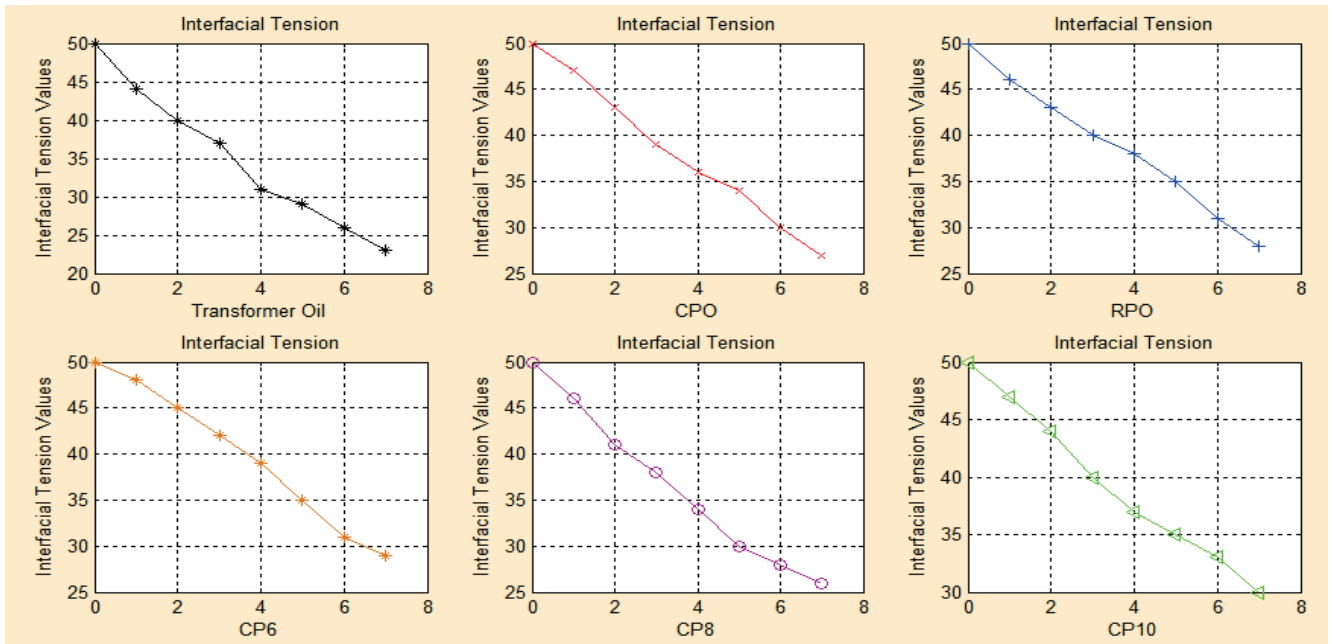 Interfacial Tension
Interfacial Tension Values
50
45
40
35
30
25
20
0 2 4 6 8
Transformer Oil
Interfacial Tension
Interfacial Tension Values
50
45
40
35
30
25
0 2 4 6 8
CPO
Interfacial Tension
Interfacial Tension Values
50
45
40
35
30
25
0 2 4 6 8
RPO
Interfacial Tension
Interfacial Tension Values
50
45
40
35
30
25
0 2 4 6 8
CP6
Interfacial Tension
Interfacial Tension Values
50
45
40
35
30
25
0 2 4 6 8
CP8
Interfacial Tension
Interfacial Tension Values
50
45
40
35
30
0 2 4 6 8
CP10